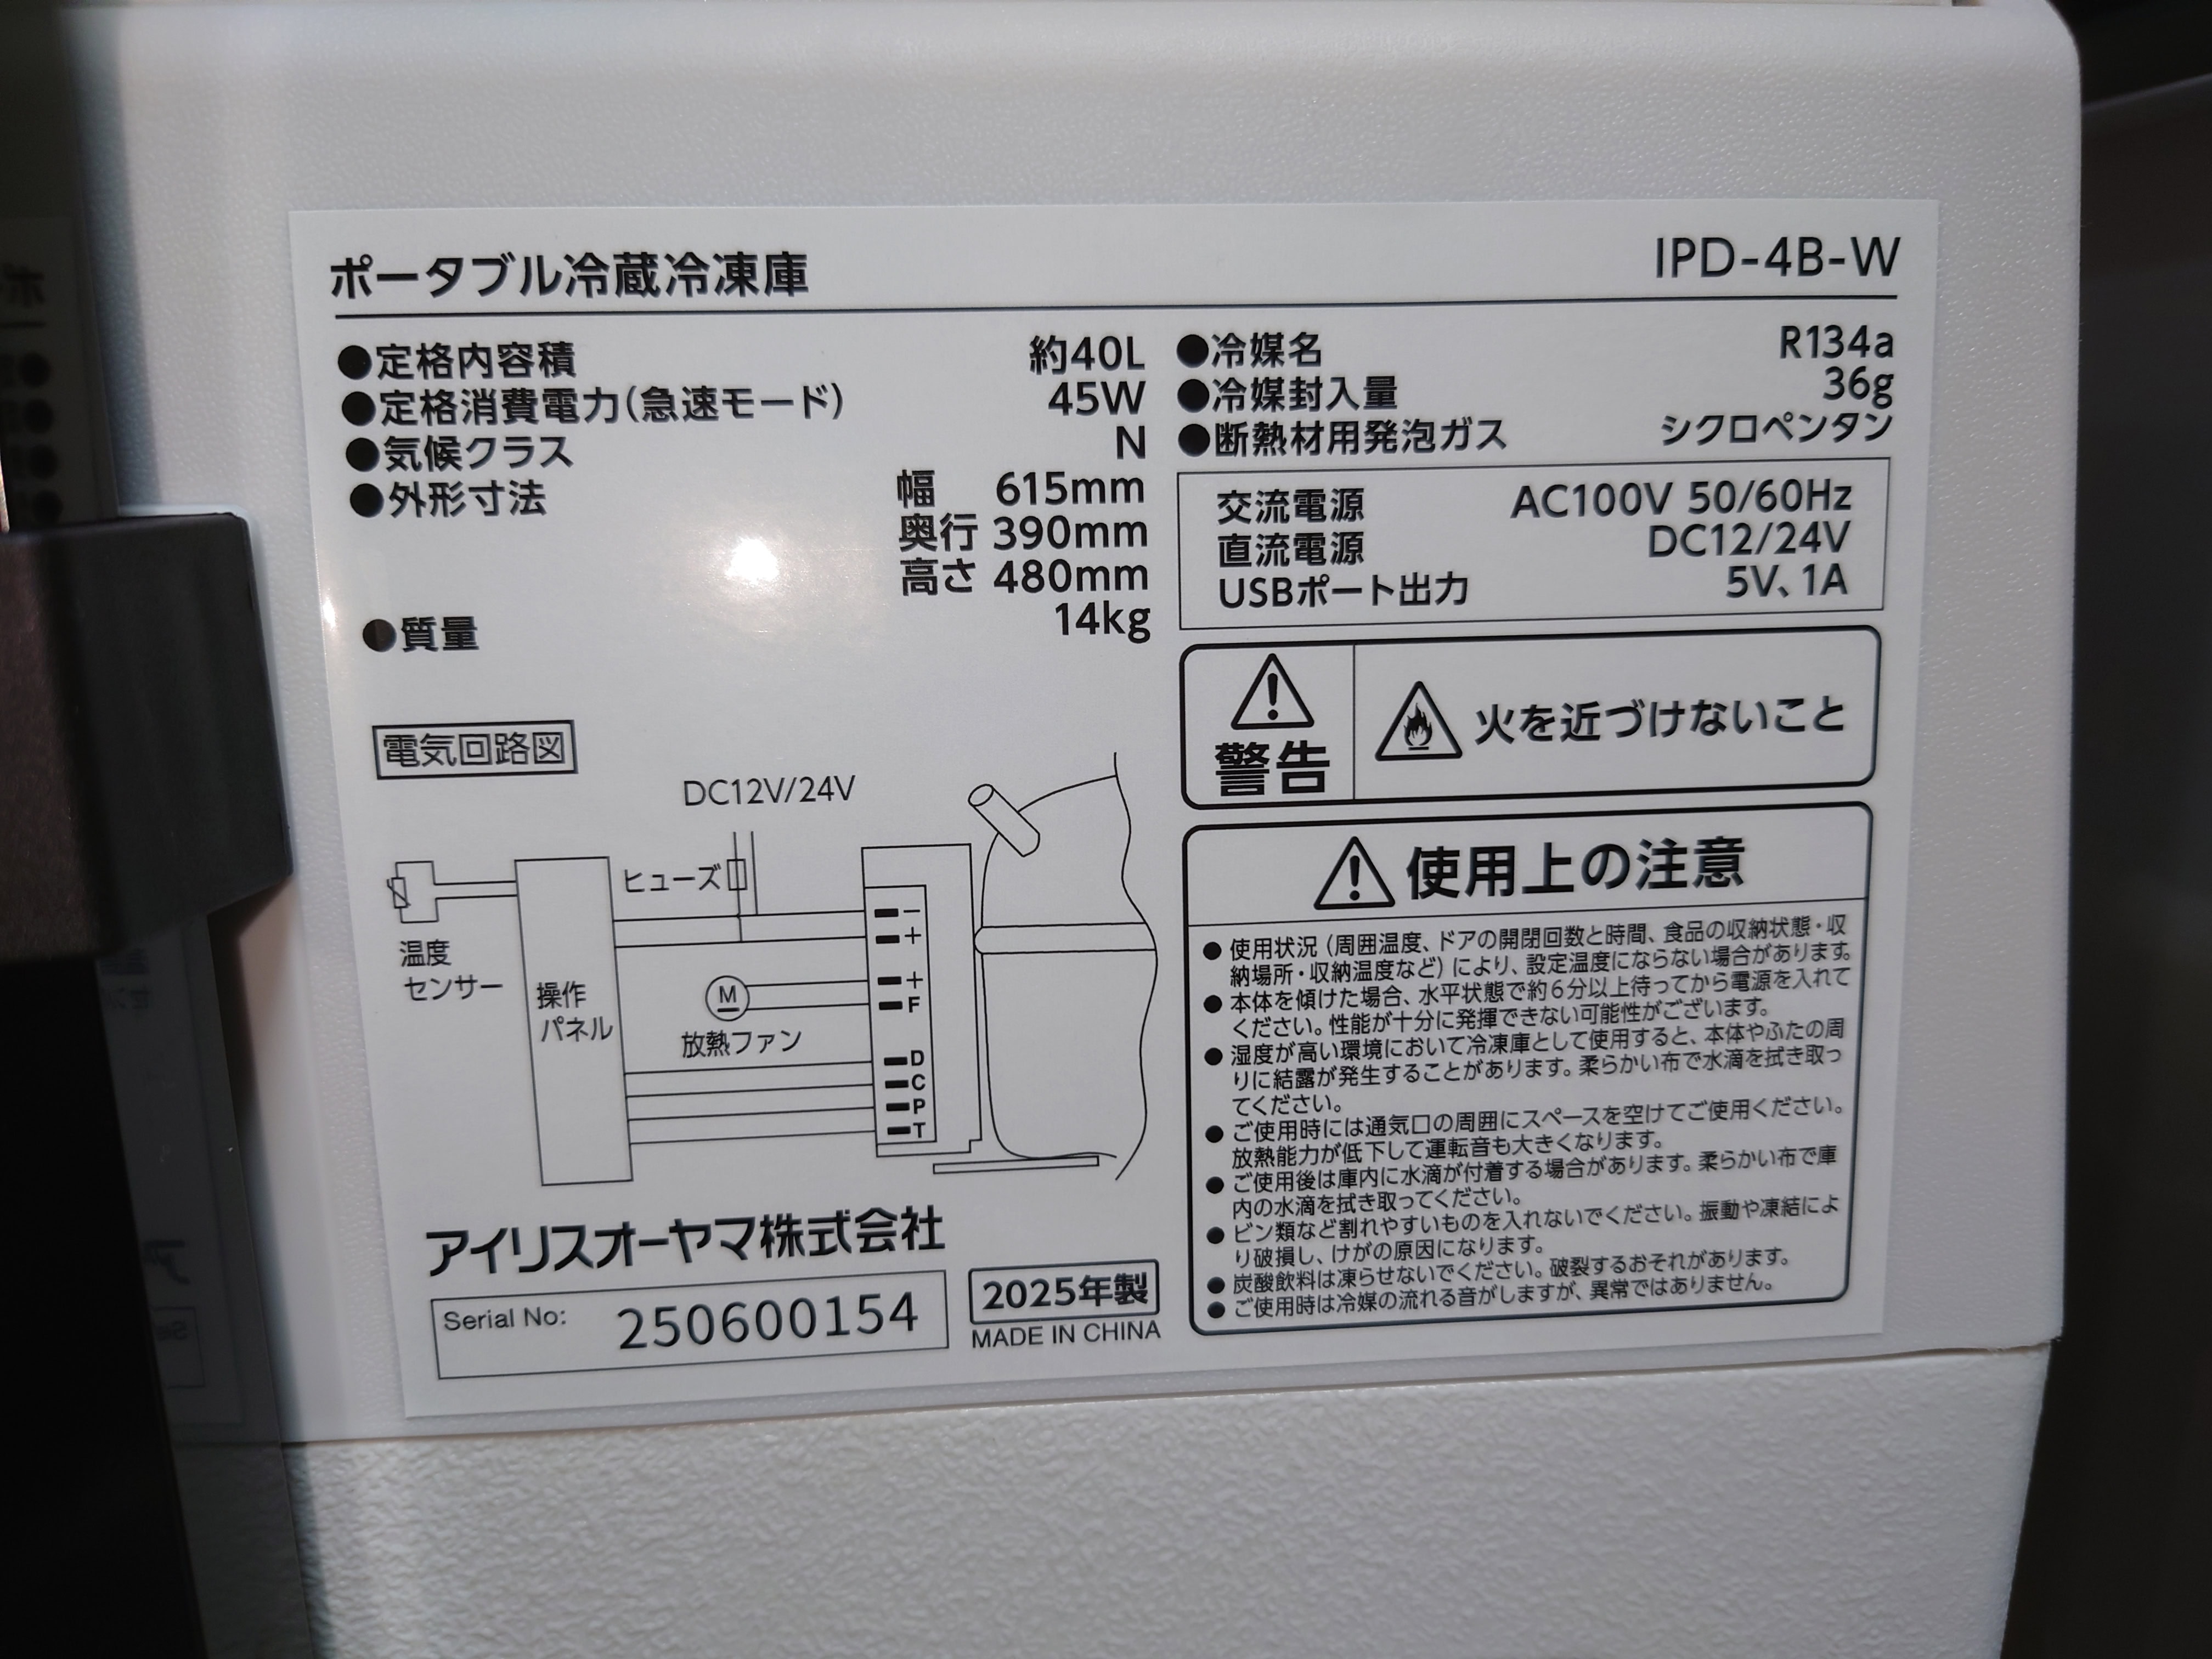 ポータブル冷蔵冷凍庫 IPD-4B-W
●定格内容積 約40L
●定格消費電力(急速モード) 45W
●気候クラス N
●外形寸法 幅 615mm
奥行 390mm
高さ 480mm
●質量 14kg
●冷媒名 R134a
●冷媒封入量 36g
●断熱材用発泡ガス シクロペンタン
交流電源 AC100V 50/60Hz
直流電源 DC12/24V
USBポート出力 5V、1A
警告
火を近づけないこと
電気回路図
DC12V/24V
ヒューズ
温度
センサー
操作
パネル
M
放熱ファン
−
+
+
F
D
C
P
T
使用上の注意
● 使用状況（周囲温度、ドアの開閉回数と時間、食品の収納状態・収
納場所・収納温度など）により、設定温度にならない場合があります。
● 本体を傾けた場合、水平状態で約6分以上待ってから電源を入れて
ください。性能が十分に発揮できない可能性がございます。
● 湿度が高い環境において冷凍庫として使用すると、本体やふたの周
りに結露が発生することがあります。柔らかい布で水滴を拭き取っ
てください。
● ご使用時には通気口の周囲にスペースを空けてご使用ください。
放熱能力が低下して運転音も大きくなります。
● ご使用後は庫内に水滴が付着する場合があります。柔らかい布で庫
内の水滴を拭き取ってください。
● ビン類など割れやすいものを入れないでください。振動や凍結によ
り破損し、けがの原因になります。
● 炭酸飲料は凍らせないでください。破裂するおそれがあります。
● ご使用時は冷媒の流れる音がしますが、異常ではありません。
アイリスオーヤマ株式会社
Serial No: 250600154
2025年製
MADE IN CHINA